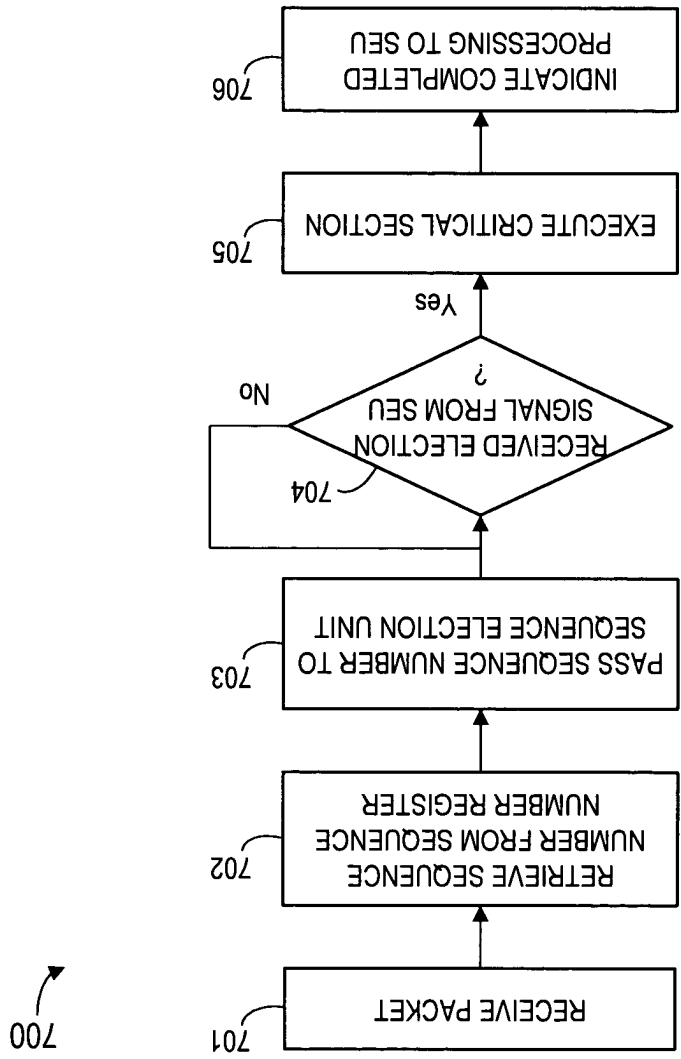 700
701
RECEIVE PACKET
702
RETRIEVE SEQUENCE
NUMBER FROM SEQUENCE
NUMBER REGISTER
703
PASS SEQUENCE NUMBER TO
SEQUENCE ELECTION UNIT
704
RECEIVED ELECTION
SIGNAL FROM SEU
?
No
Yes
705
EXECUTE CRITICAL SECTION
706
INDICATE COMPLETED
PROCESSING TO SEU